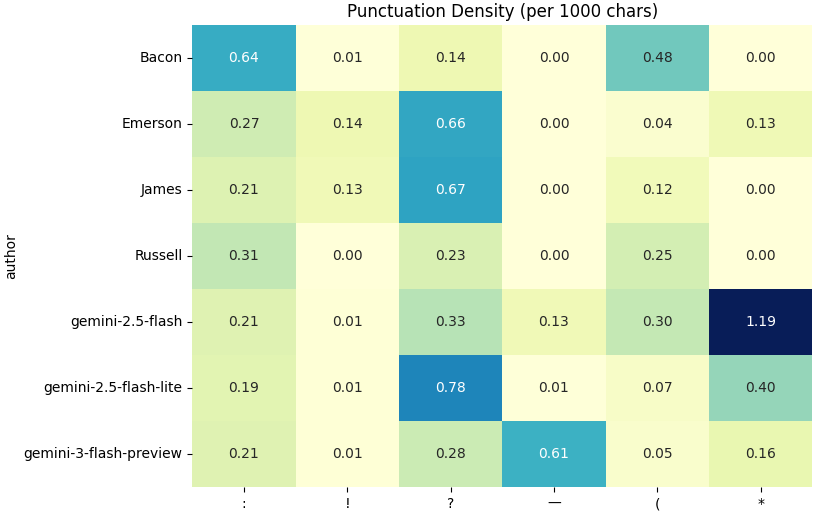 Punctuation Density (per 1000 chars)
author
Bacon 0.64 0.01 0.14 0.00 0.48 0.00
Emerson 0.27 0.14 0.66 0.00 0.04 0.13
James 0.21 0.13 0.67 0.00 0.12 0.00
Russell 0.31 0.00 0.23 0.00 0.25 0.00
gemini-2.5-flash 0.21 0.01 0.33 0.13 0.30 1.19
gemini-2.5-flash-lite 0.19 0.01 0.78 0.01 0.07 0.40
gemini-3-flash-preview 0.21 0.01 0.28 0.61 0.05 0.16
: ! ? — ( *